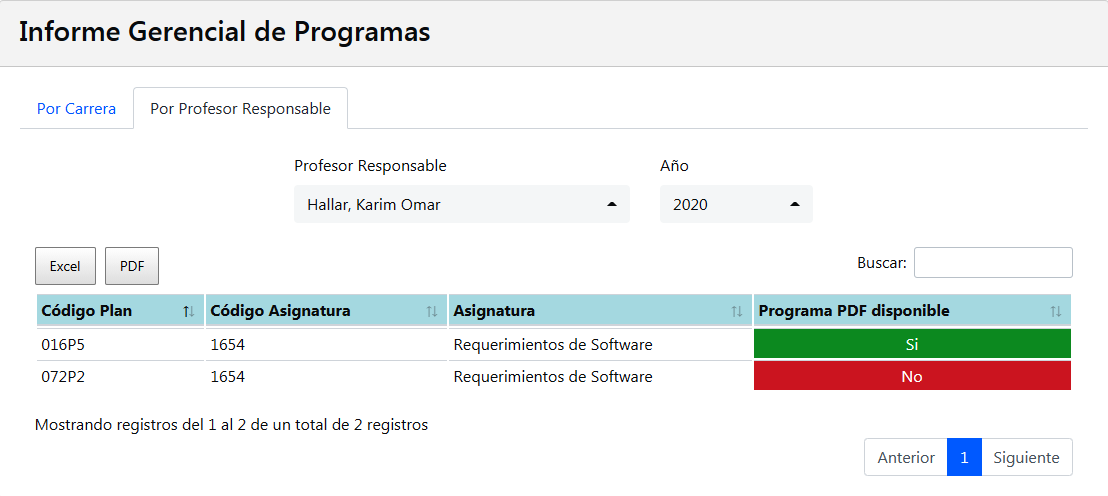 Informe Gerencial de Programas
Por Carrera Por Profesor Responsable
Profesor Responsable Año
Hallar, Karim Omar 2020
Excel PDF Buscar:
Código Plan Código Asignatura Asignatura Programa PDF disponible
016P5 1654 Requerimientos de Software Si
072P2 1654 Requerimientos de Software No
Mostrando registros del 1 al 2 de un total de 2 registros
Anterior 1 Siguiente